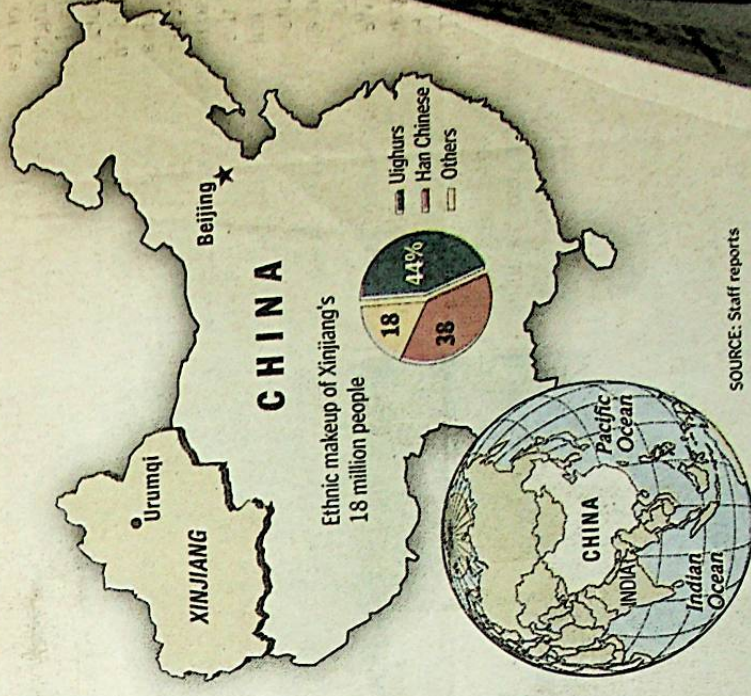 Urumqi
XINJIANG
Beijing
CHINA
Ethnic makeup of Xinjiang's
18 million people
18
44%
38
Uighurs
Han Chinese
Others
CHINA
INDIA
Pacific
Ocean
Indian
Ocean
SOURCE: Staff reports